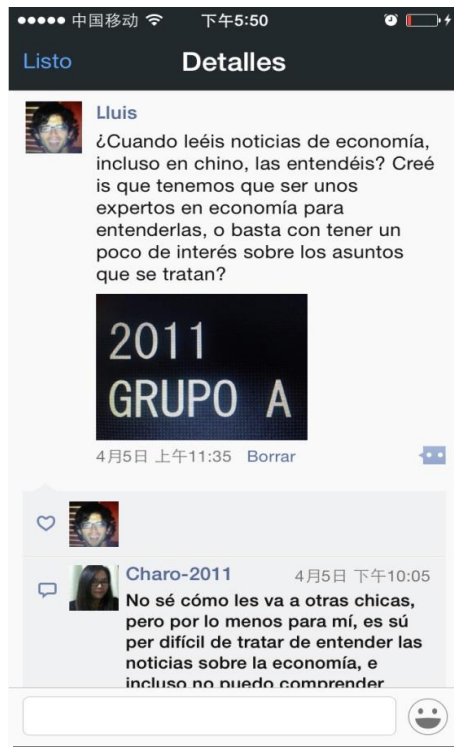 中国移动 下午5:50
Listo Detalles
Lluis
¿Cuando leéis noticias de economía,
incluso en chino, las entendéis? Creé
is que tenemos que ser unos
expertos en economía para
entenderlas, o basta con tener un
poco de interés sobre los asuntos
que se tratan?
2011
GRUPO A
4月5日 上午11:35 Borrar
Charo-2011 4月5日 下午10:05
No sé cómo les va a otras chicas,
pero por lo menos para mí, es sú
per difícil de tratar de entender las
noticias sobre la economía, e
incluso no puedo comprender